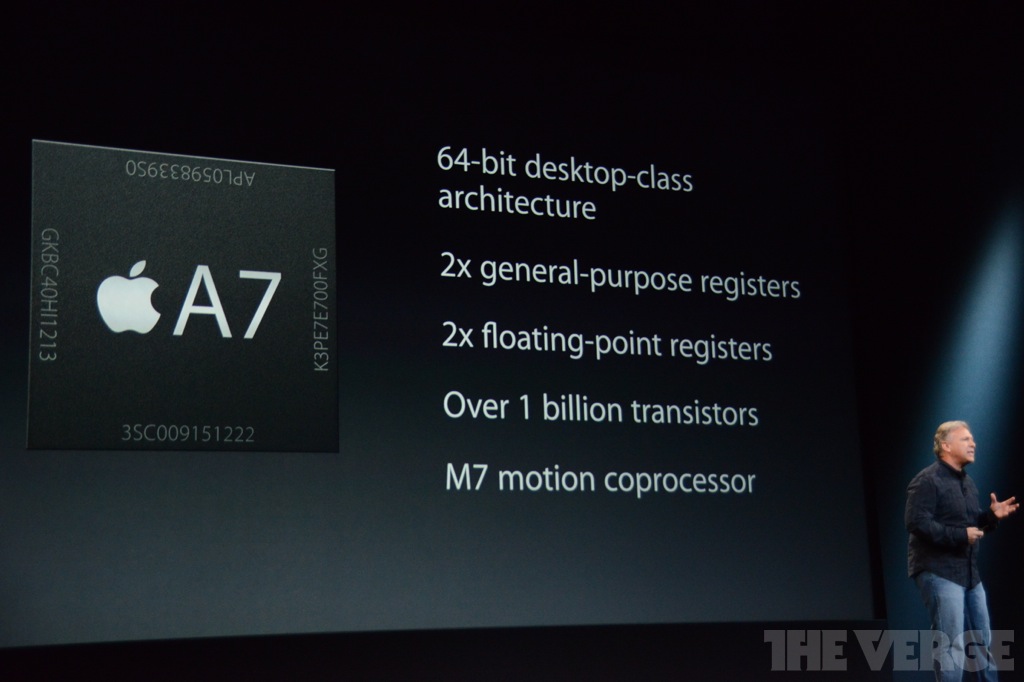 APL0598339S0
GKBC40HI1213
A7
K3PE7E700FXG
3SC009151222
64-bit desktop-class
architecture
2x general-purpose registers
2x floating-point registers
Over 1 billion transistors
M7 motion coprocessor
THE VERGE